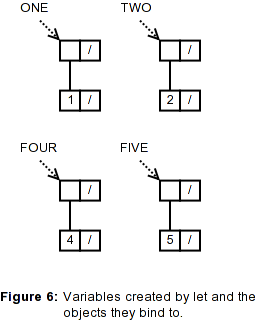 ONE TWO
/ /
1 / 2 /
FOUR FIVE
/ /
4 / 5 /
Figure 6: Variables created by let and the
objects they bind to.